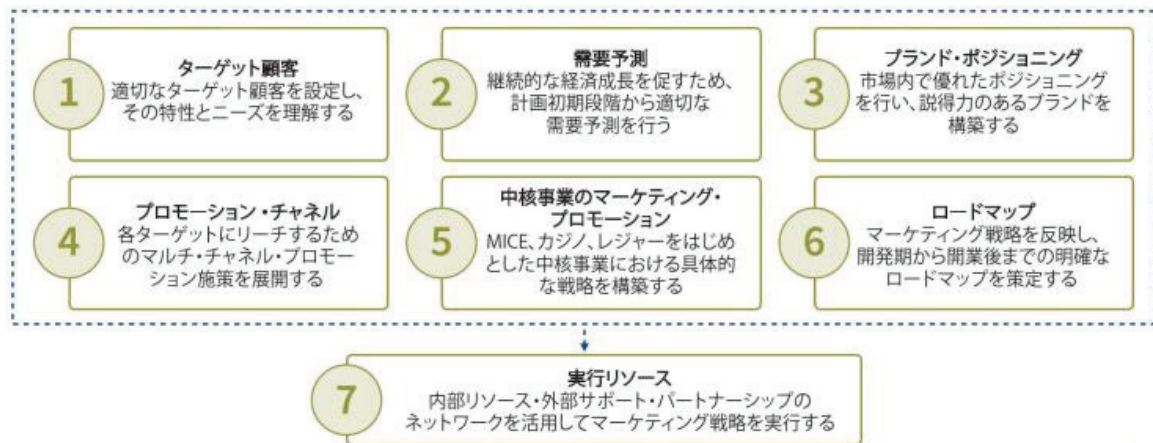 1
ターゲット顧客
適切なターゲット顧客を設定し、
その特性とニーズを理解する
2
需要予測
継続的な経済成長を促すため、
計画初期段階から適切な
需要予測を行う
3
ブランド・ポジショニング
市場内で優れたポジショニング
を行い、説得力のあるブランドを
構築する
4
プロモーション・チャネル
各ターゲットにリーチするため
のマルチ・チャネル・プロモー
ション施策を展開する
5
中核事業のマーケティング・
プロモーション
MICE、カジノ、レジャーをはじめ
とした中核事業における具体的
な戦略を構築する
6
ロードマップ
マーケティング戦略を反映し、
開発期から開業後までの明確な
ロードマップを策定する
7
実行リソース
内部リソース・外部サポート・パートナーシップの
ネットワークを活用してマーケティング戦略を実行する